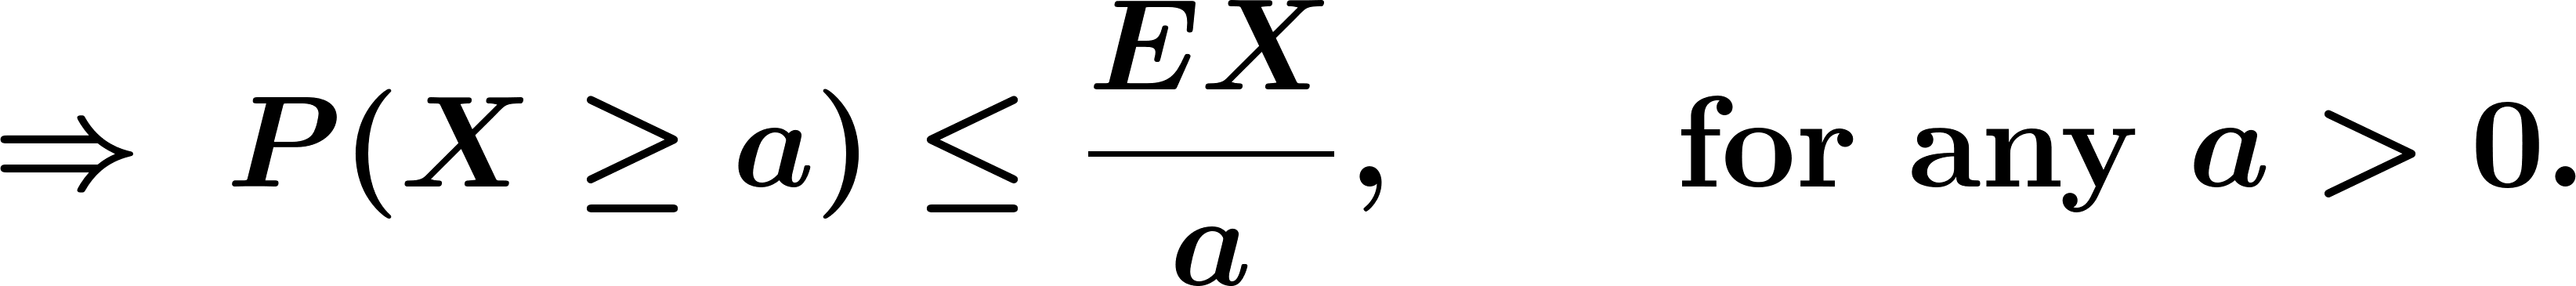 ⇒ P(X ≥ a) ≤ EX/a, for any a > 0.